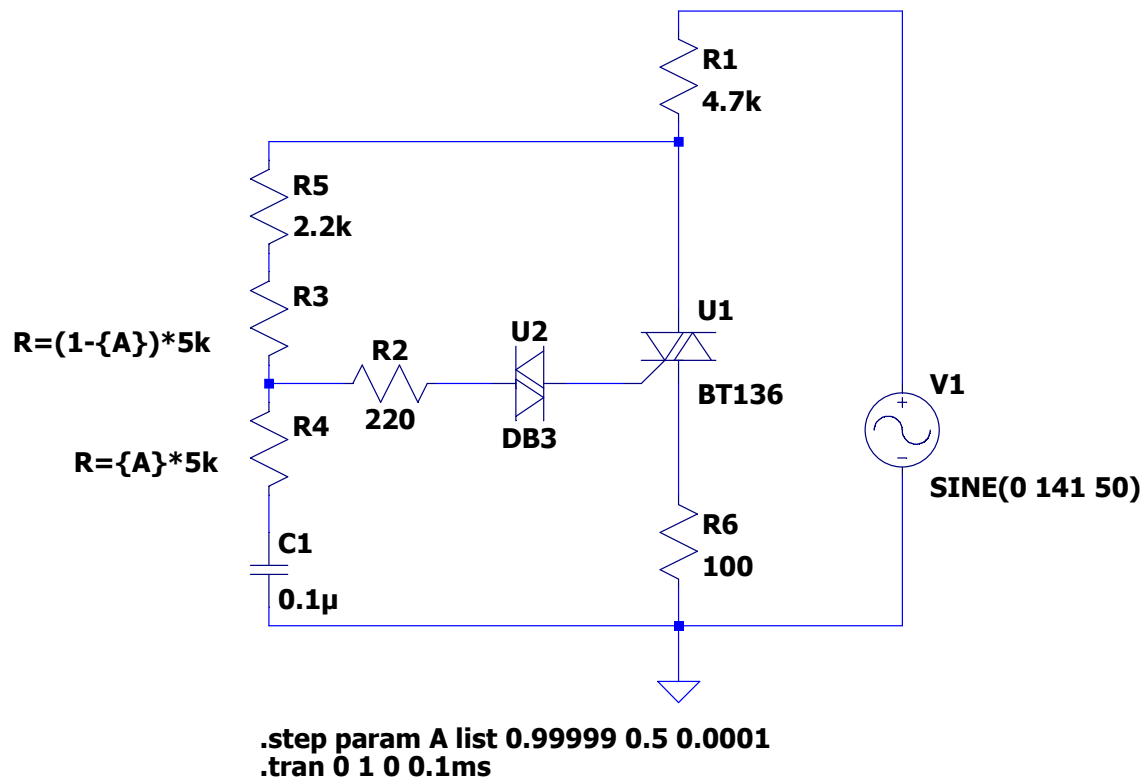 R1
4.7k
R5
2.2k
R3
R=(1-{A})*5k
R2
220
U2
DB3
U1
BT136
V1
+
−
SINE(0 141 50)
R4
R={A}*5k
R6
100
C1
0.1µ
.step param A list 0.99999 0.5 0.0001
.tran 0 1 0 0.1ms